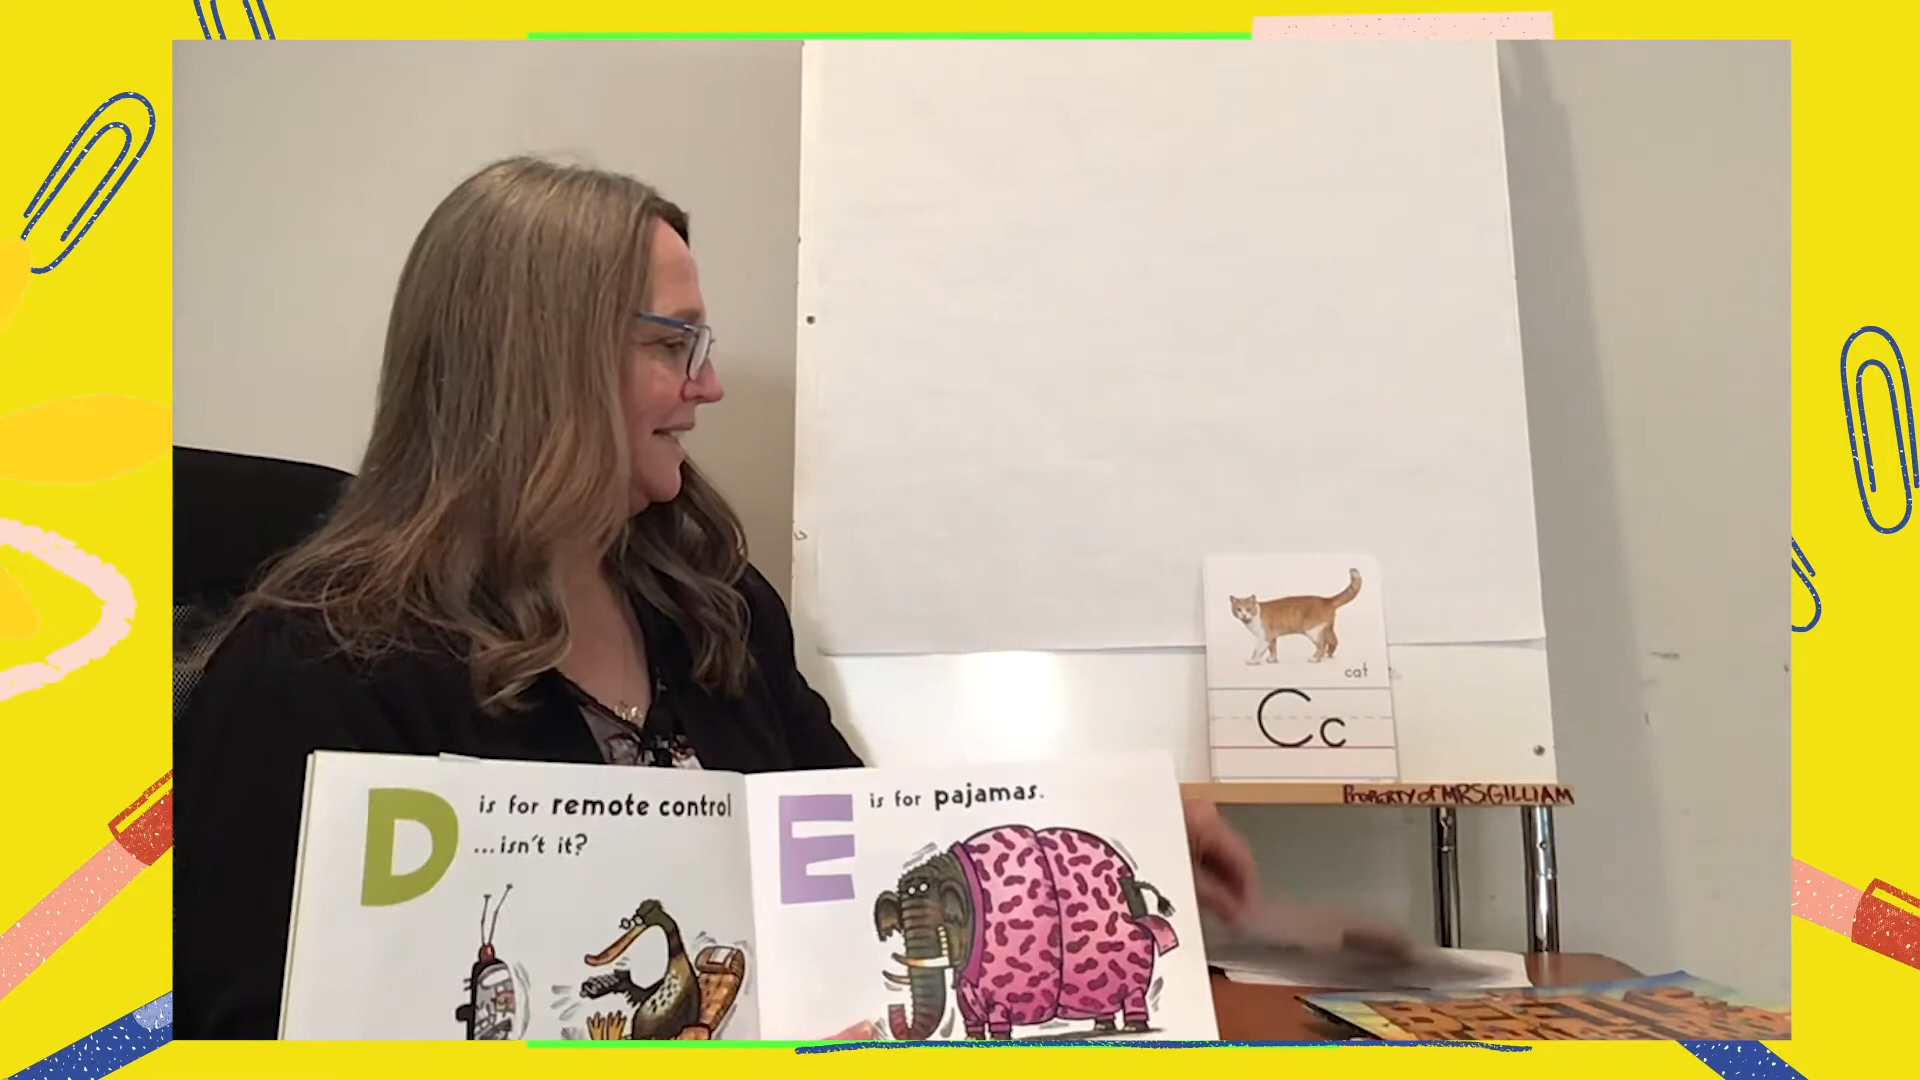 cat
Cc
Property of MRS. GILLIAM
D is for remote control
...isn't it?
E is for pajamas.